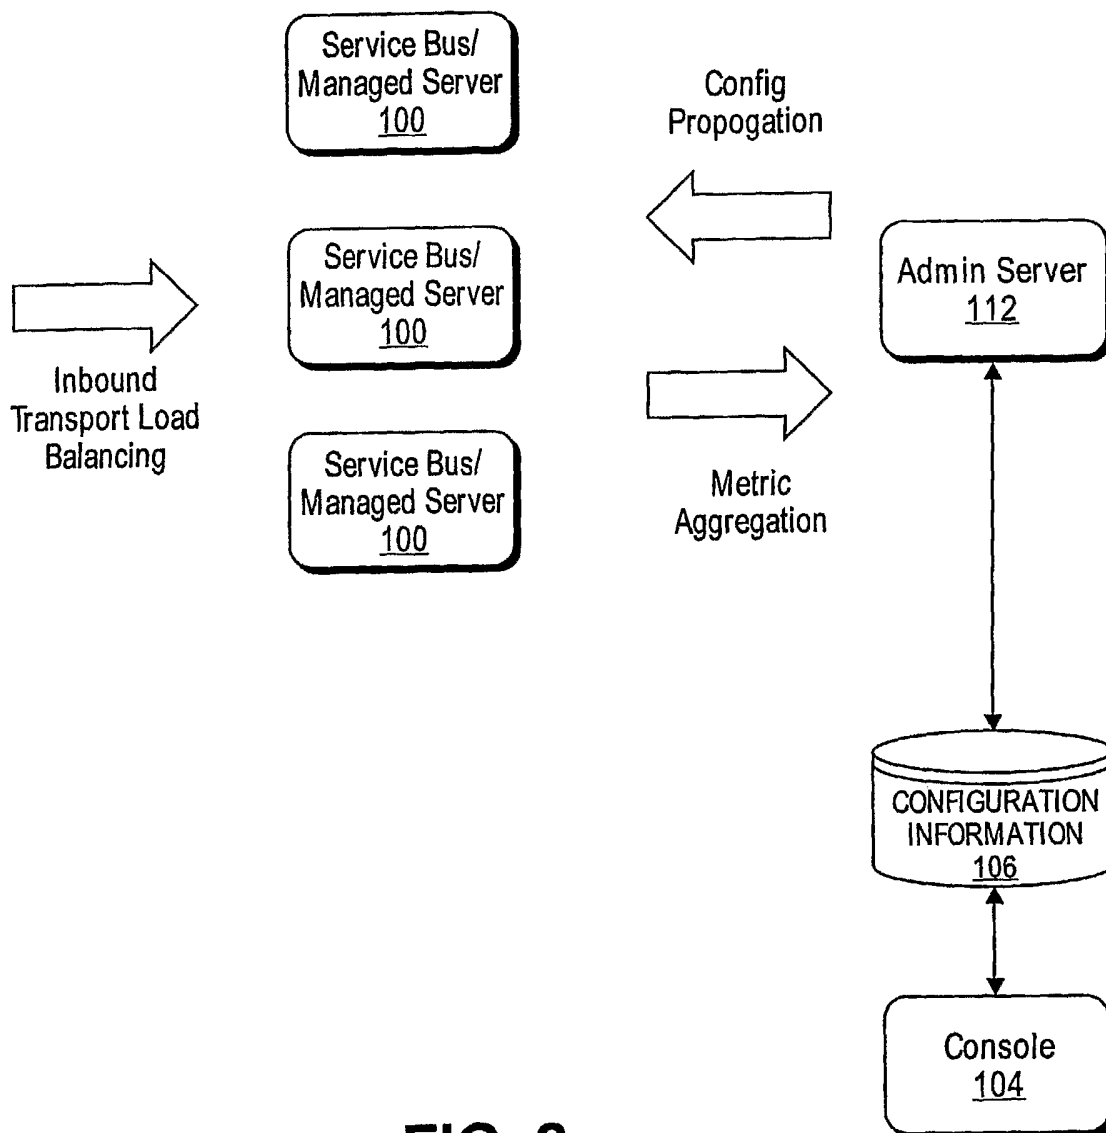 Service Bus/
Managed Server
100
Config
Propogation
Service Bus/
Managed Server
100
Admin Server
112
Inbound
Transport Load
Balancing
Service Bus/
Managed Server
100
Metric
Aggregation
CONFIGURATION
INFORMATION
106
Console
104
FIG.